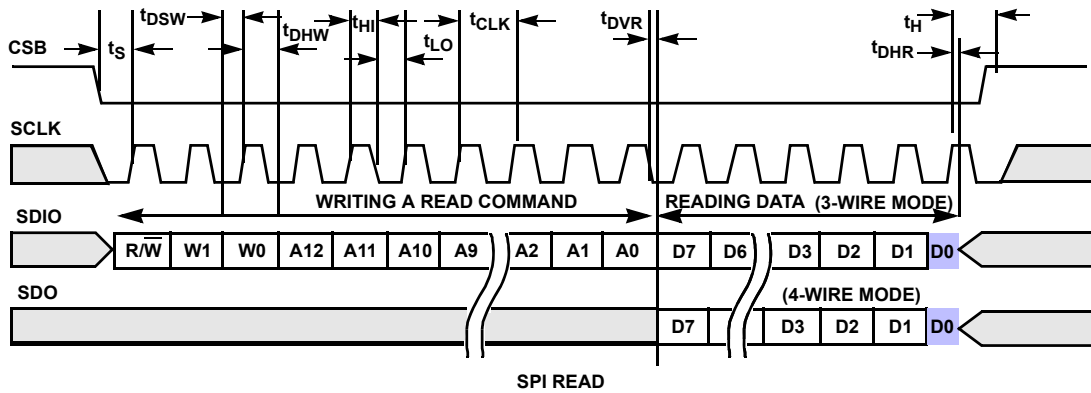 tDSW tHI tCLK tDVR tH
CSB tS tDHW tLO tDHR
SCLK
WRITING A READ COMMAND READING DATA (3-WIRE MODE)
SDIO
R/W̅ W1 W0 A12 A11 A10 A9 A2 A1 A0 D7 D6 D3 D2 D1 D0
SDO (4-WIRE MODE)
D7 D3 D2 D1 D0
SPI READ